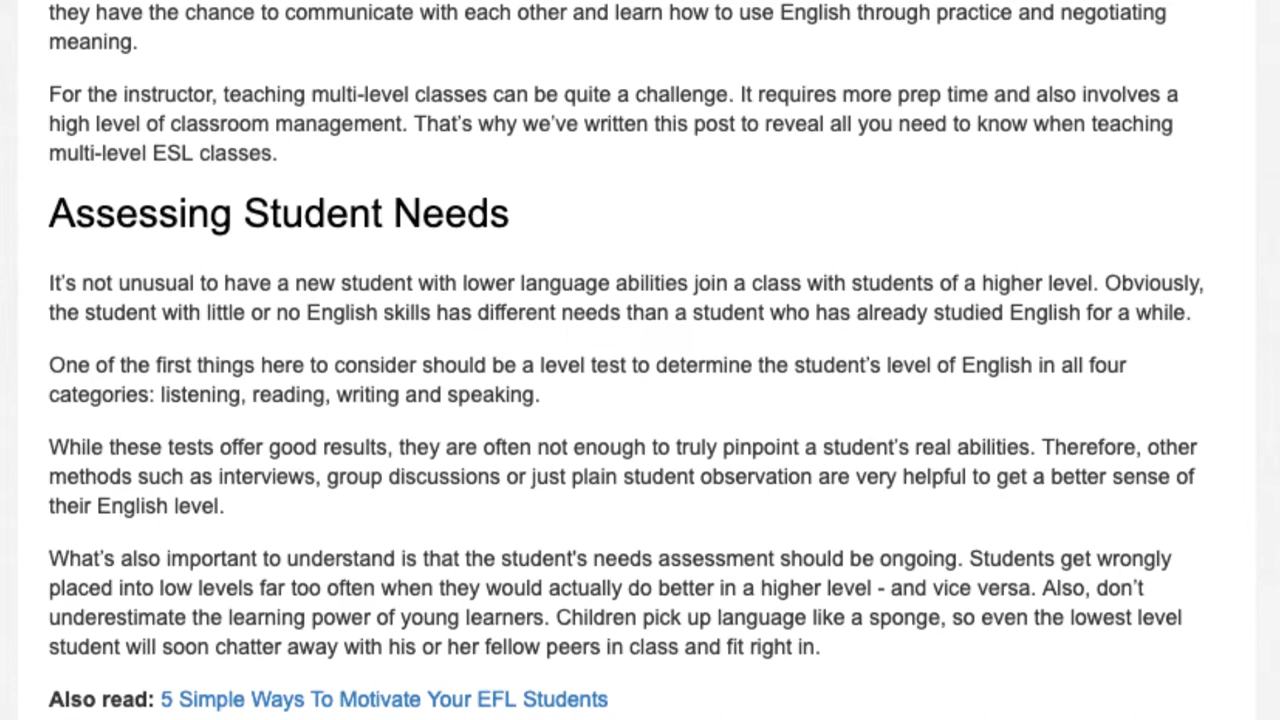 they have the chance to communicate with each other and learn how to use English through practice and negotiating
meaning.
For the instructor, teaching multi-level classes can be quite a challenge. It requires more prep time and also involves a
high level of classroom management. That’s why we’ve written this post to reveal all you need to know when teaching
multi-level ESL classes.
Assessing Student Needs
It’s not unusual to have a new student with lower language abilities join a class with students of a higher level. Obviously,
the student with little or no English skills has different needs than a student who has already studied English for a while.
One of the first things here to consider should be a level test to determine the student’s level of English in all four
categories: listening, reading, writing and speaking.
While these tests offer good results, they are often not enough to truly pinpoint a student’s real abilities. Therefore, other
methods such as interviews, group discussions or just plain student observation are very helpful to get a better sense of
their English level.
What’s also important to understand is that the student's needs assessment should be ongoing. Students get wrongly
placed into low levels far too often when they would actually do better in a higher level - and vice versa. Also, don’t
underestimate the learning power of young learners. Children pick up language like a sponge, so even the lowest level
student will soon chatter away with his or her fellow peers in class and fit right in.
Also read: 5 Simple Ways To Motivate Your EFL Students